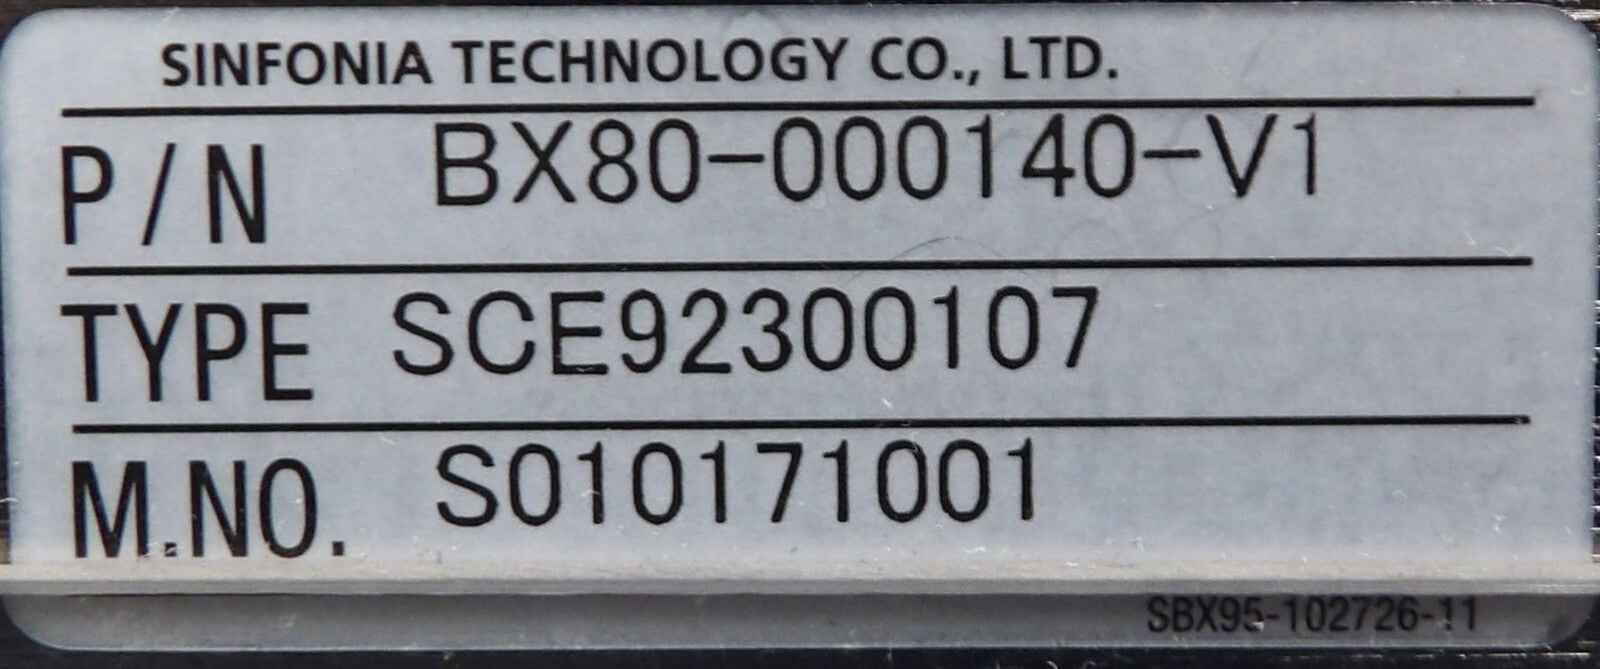 SINFONIA TECHNOLOGY CO., LTD.
P/N BX80-000140-V1
TYPE SCE92300107
M.NO. S010171001
SBX95-102726-11